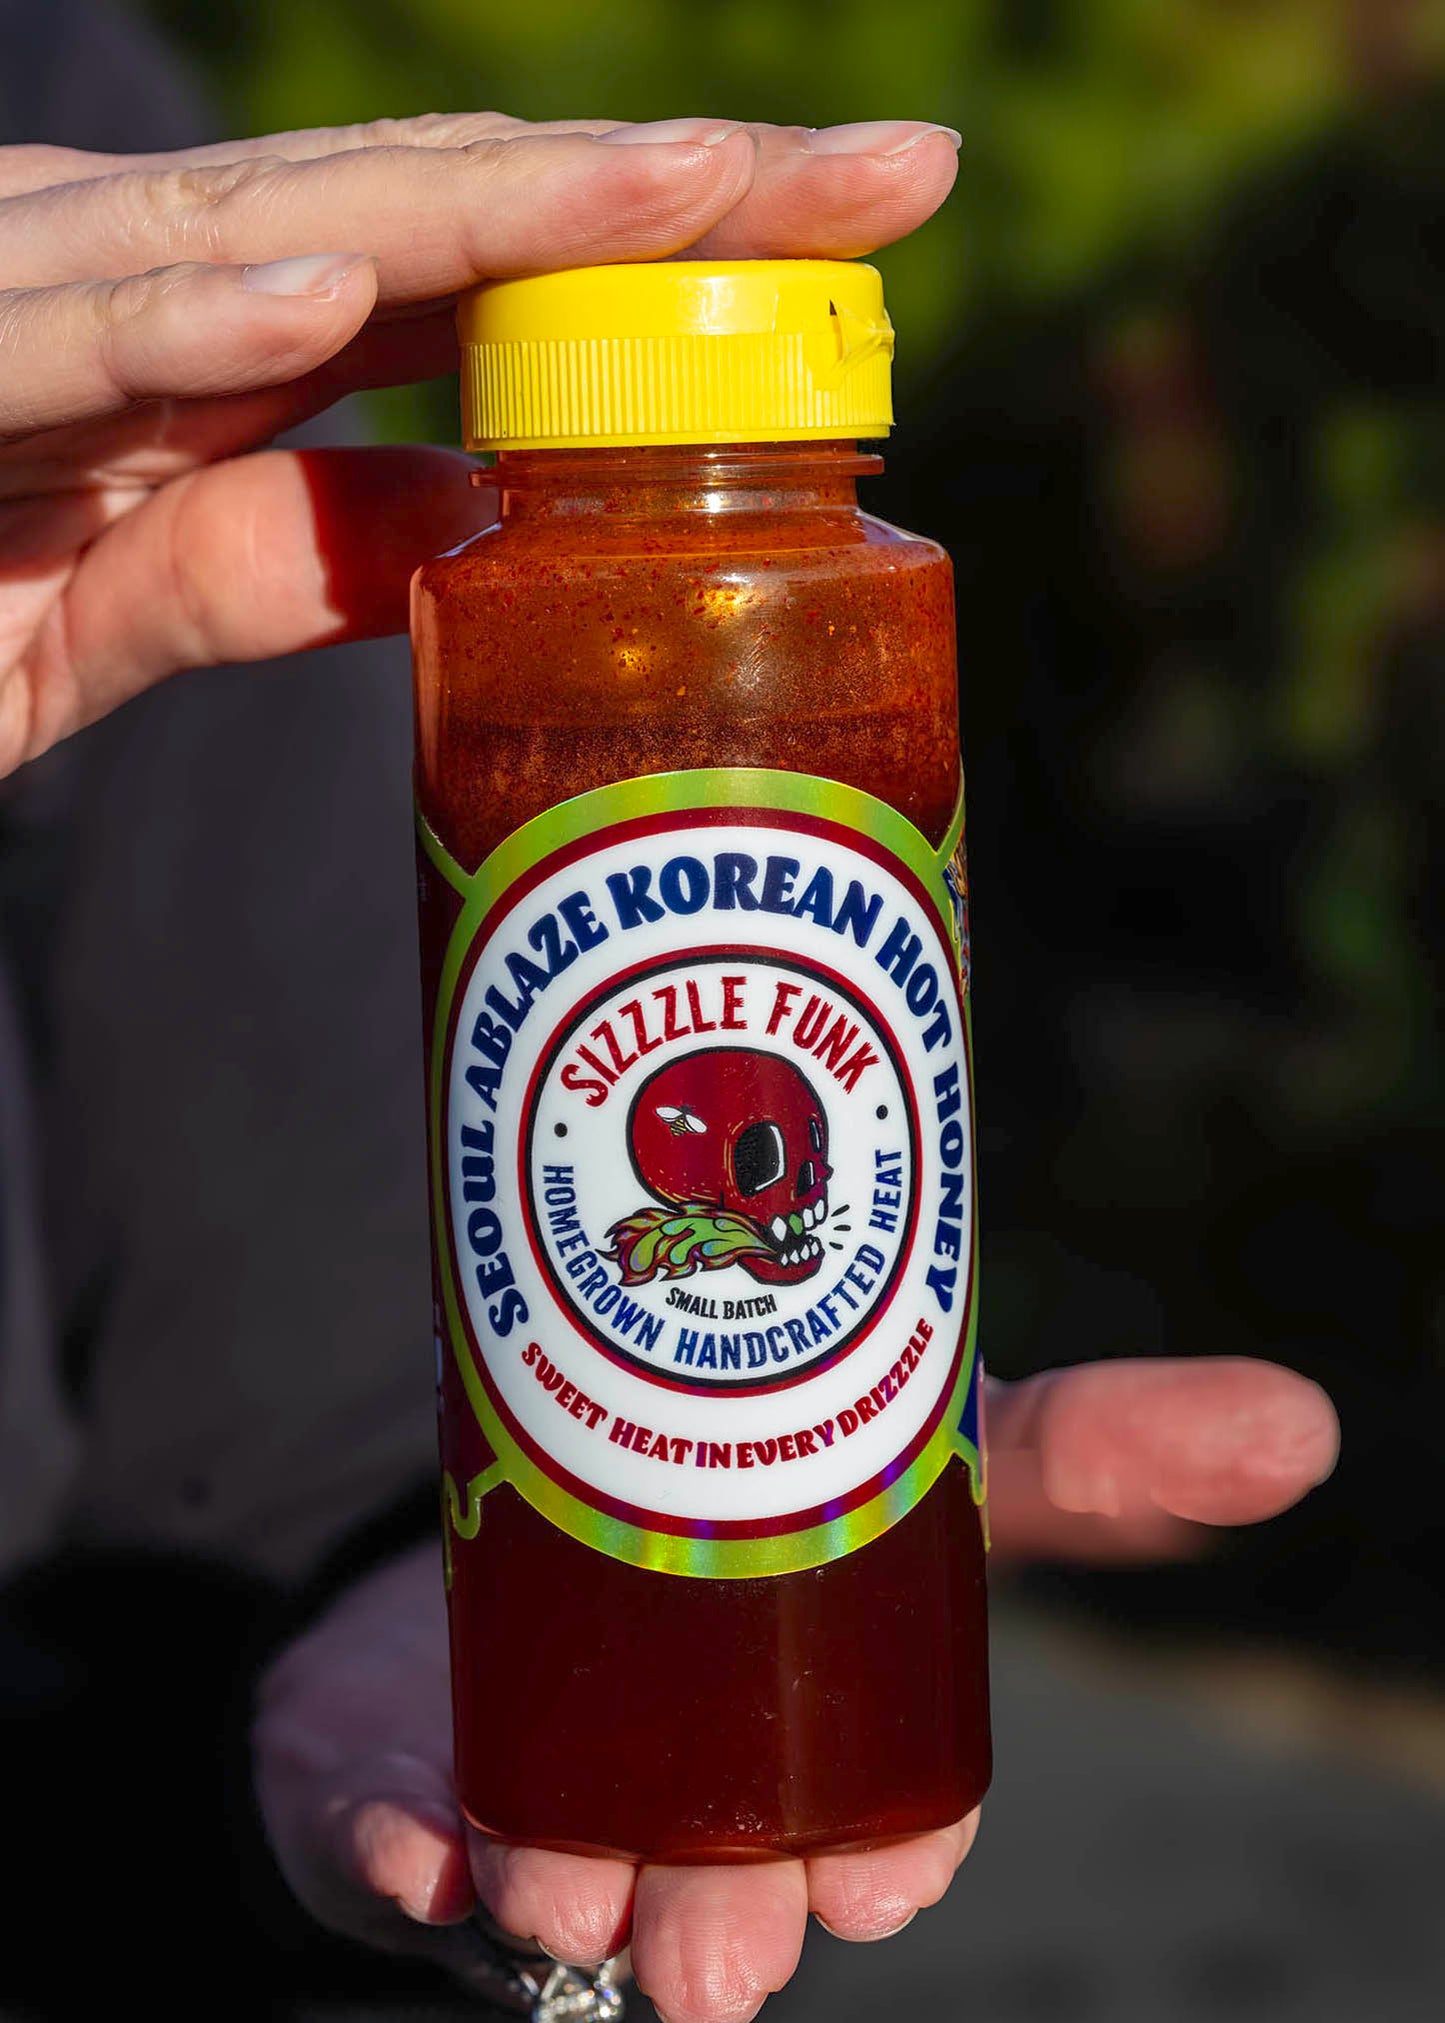 SEOUL ABLAZE KOREAN HOT HONEY
SIZZZLE FUNK
SMALL BATCH
HOMEGROWN HANDCRAFTED HEAT
SWEET HEAT IN EVERY DRIZZZLE